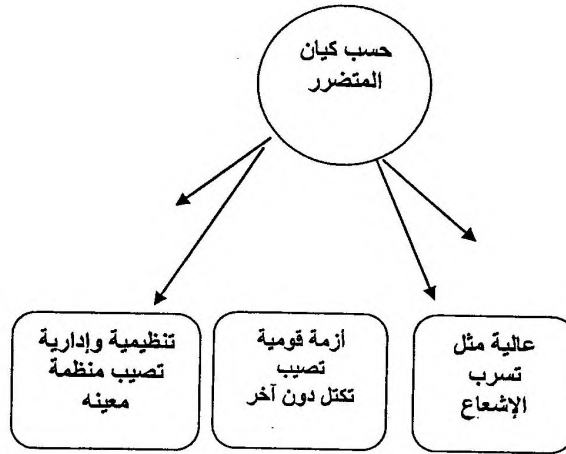 حسب كيان
المتضرر
عالية مثل
تسرب
الإشعاع
أزمة قومية
تصيب
تكتل دون آخر
تنظيمية وإدارية
تصيب منظمة
معينه